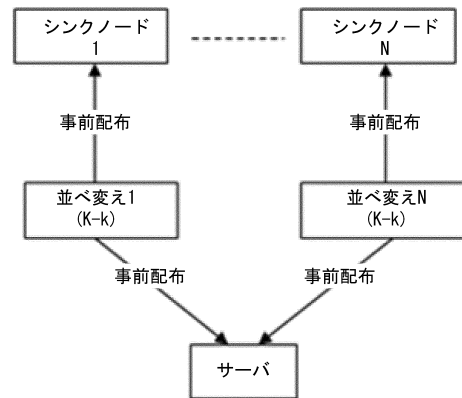 シンクノード
1
シンクノード
N
事前配布
事前配布
並べ変え1
(K-k)
並べ変えN
(K-k)
事前配布
事前配布
サーバ